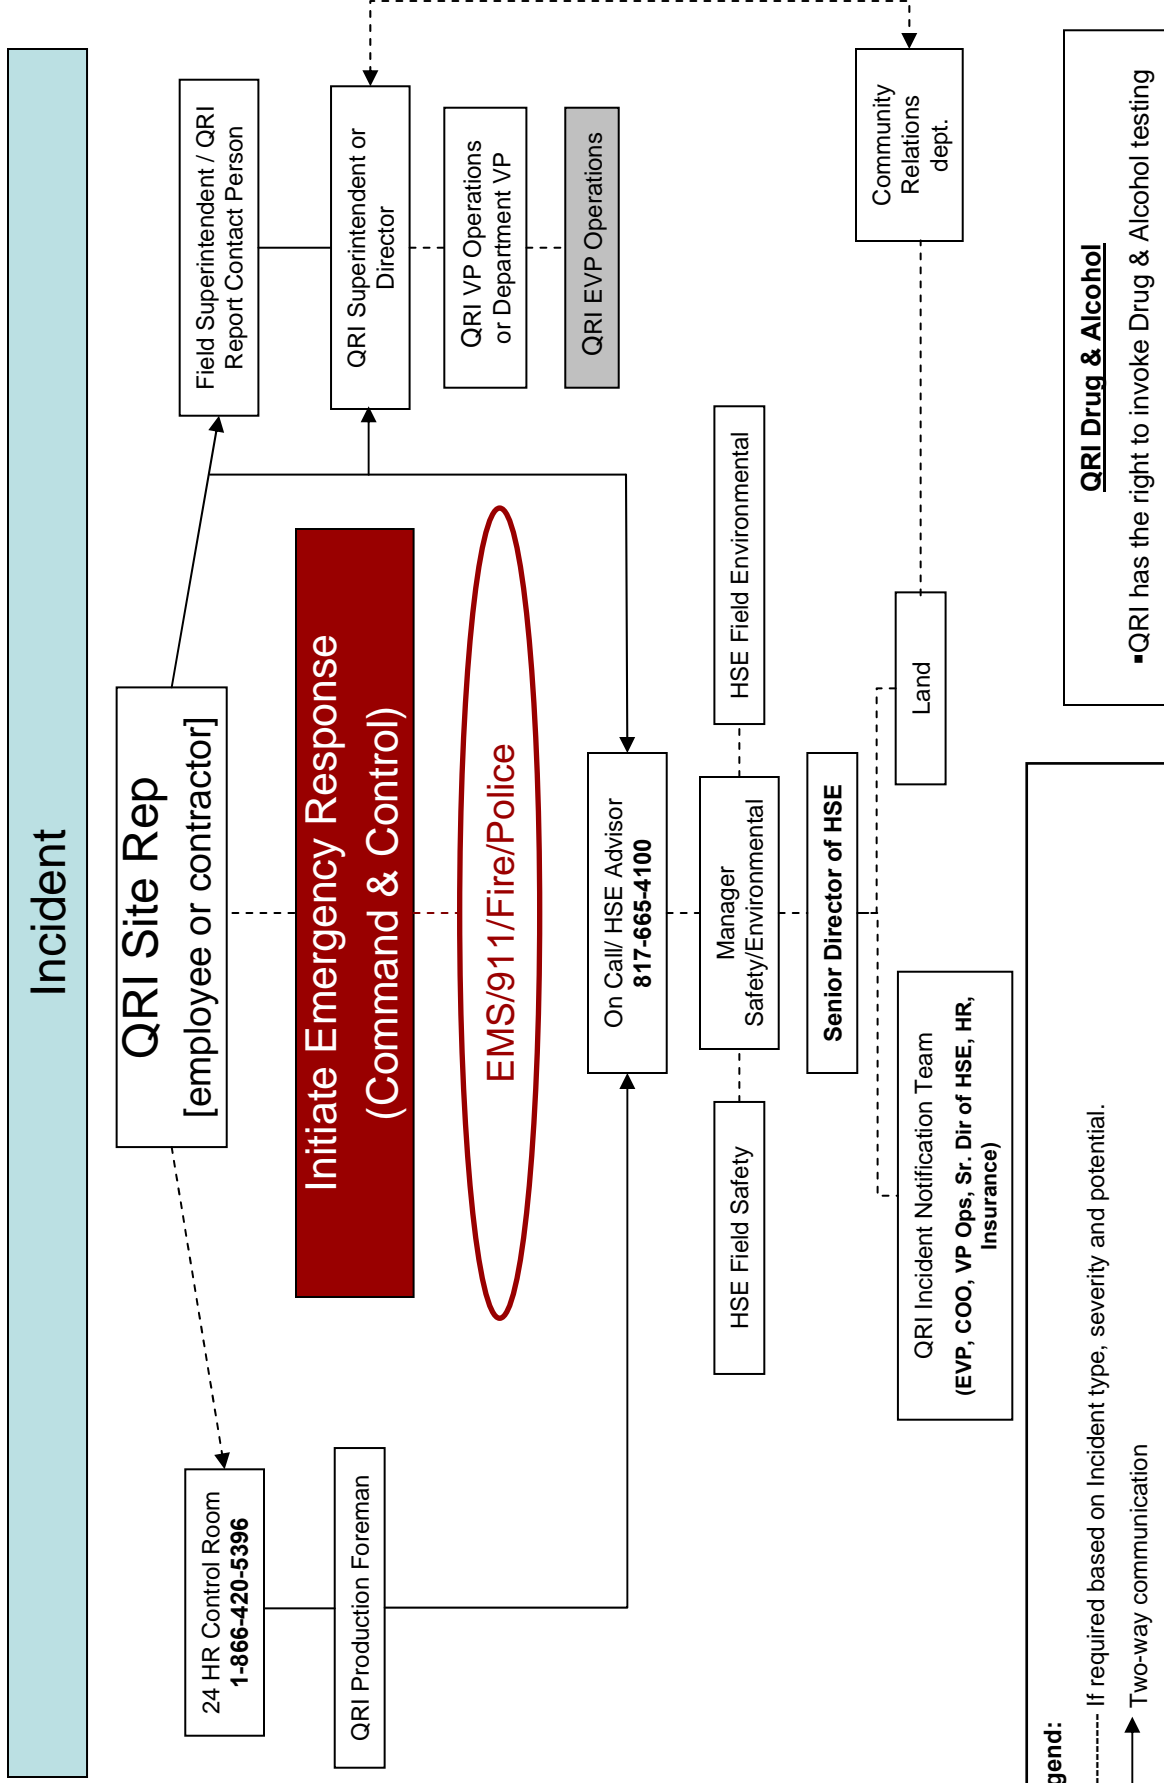 Incident
QRI Site Rep
[employee or contractor]
24 HR Control Room
1-866-420-5396
Field Superintendent / QRI
Report Contact Person
Initiate Emergency Response
(Command & Control)
QRI Production Foreman
QRI Superintendent or
Director
EMS/911/Fire/Police
QRI VP Operations
or Department VP
QRI EVP Operations
On Call/ HSE Advisor
817-665-4100
HSE Field Safety
Manager
Safety/Environmental
HSE Field Environmental
Senior Director of HSE
QRI Incident Notification Team
(EVP, COO, VP Ops, Sr. Dir of HSE, HR,
Insurance)
Land
Community
Relations
dept.
gend:
If required based on Incident type, severity and potential.
Two-way communication
QRI Drug & Alcohol
▪QRI has the right to invoke Drug & Alcohol testing